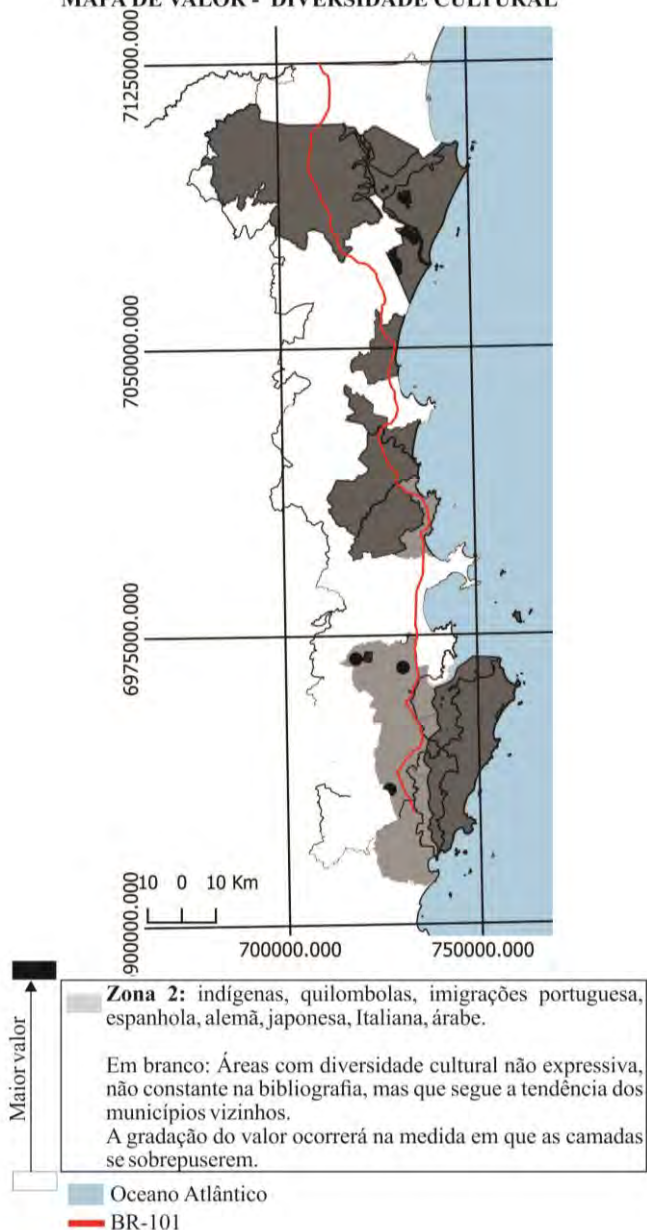 MAPA DE VALOR - DIVERSIDADE CULTURAL
7125000.000
7050000.000
6975000.000
900000.000
10 0 10 Km
700000.000 750000.000
Maior valor
Zona 2: indígenas, quilombolas, imigrações portuguesa,
espanhola, alemã, japonesa, Italiana, árabe.
Em branco: Áreas com diversidade cultural não expressiva,
não constante na bibliografia, mas que segue a tendência dos
municípios vizinhos.
A gradação do valor ocorrerá na medida em que as camadas
se sobrepuserem.
Oceano Atlântico
BR-101